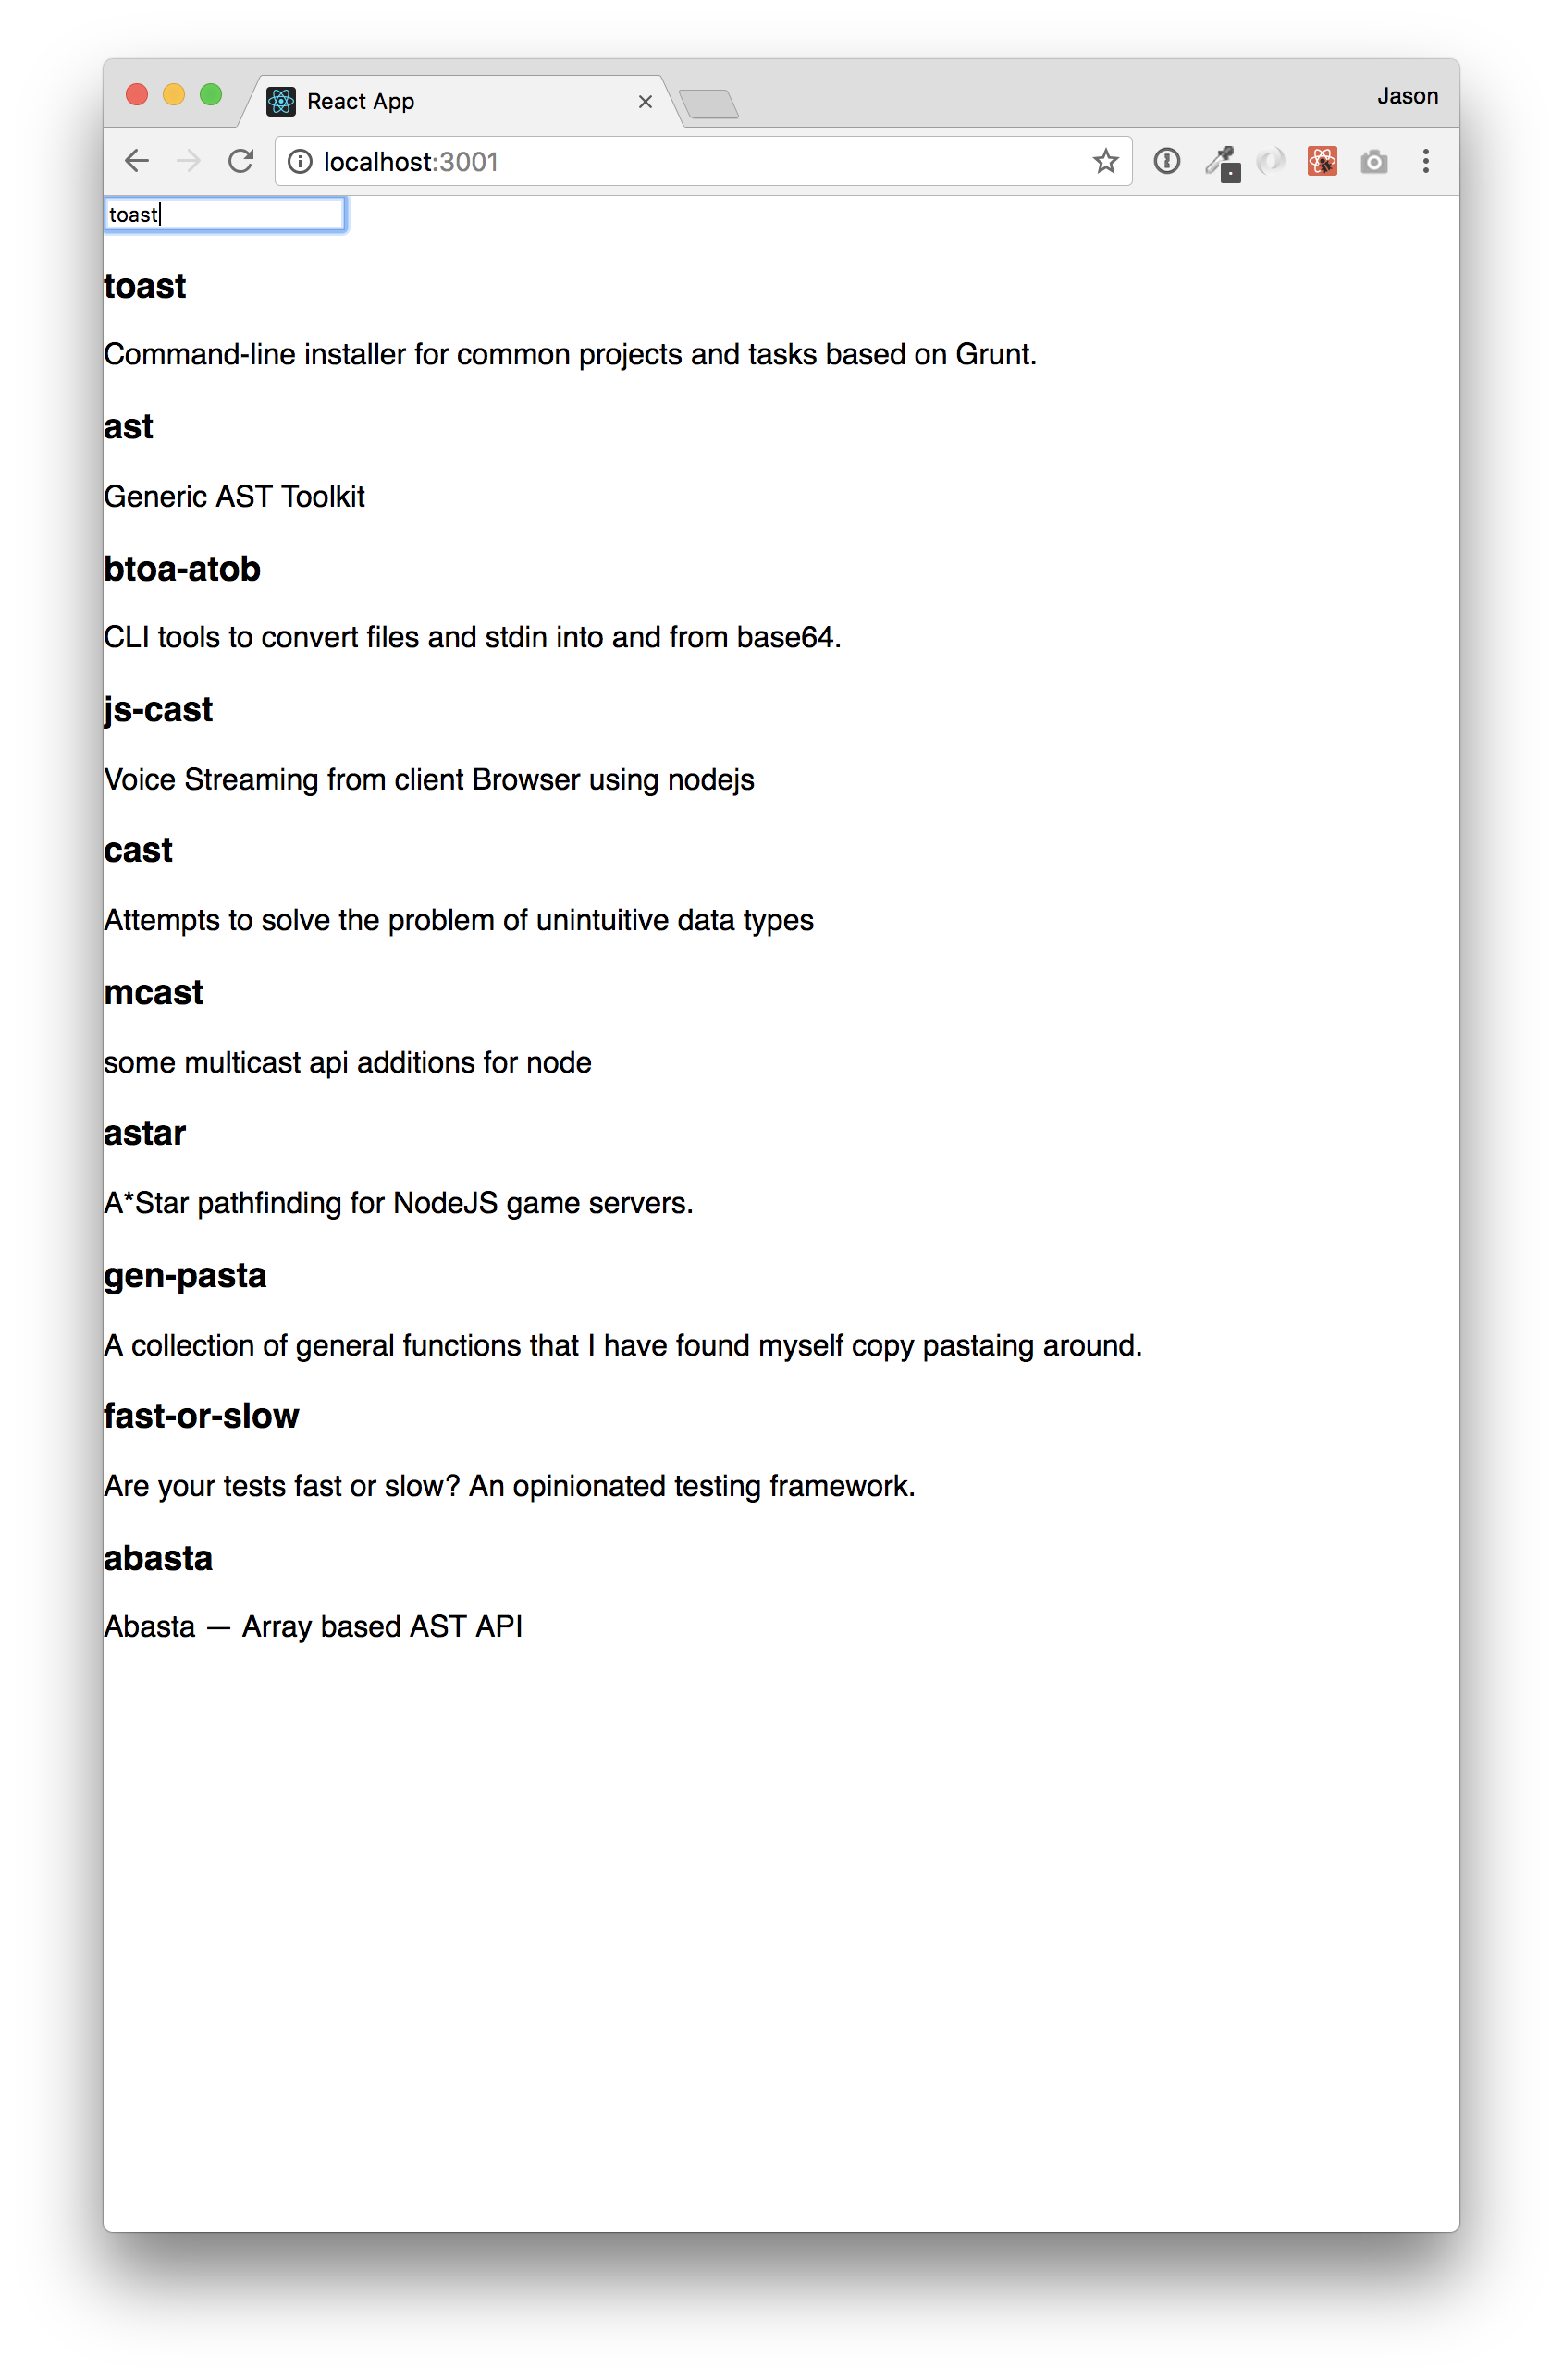 React App
Jason
localhost:3001
toast
toast
Command-line installer for common projects and tasks based on Grunt.
ast
Generic AST Toolkit
btoa-atob
CLI tools to convert files and stdin into and from base64.
js-cast
Voice Streaming from client Browser using nodejs
cast
Attempts to solve the problem of unintuitive data types
mcast
some multicast api additions for node
astar
A*Star pathfinding for NodeJS game servers.
gen-pasta
A collection of general functions that I have found myself copy pastaing around.
fast-or-slow
Are your tests fast or slow? An opinionated testing framework.
abasta
Abasta — Array based AST API